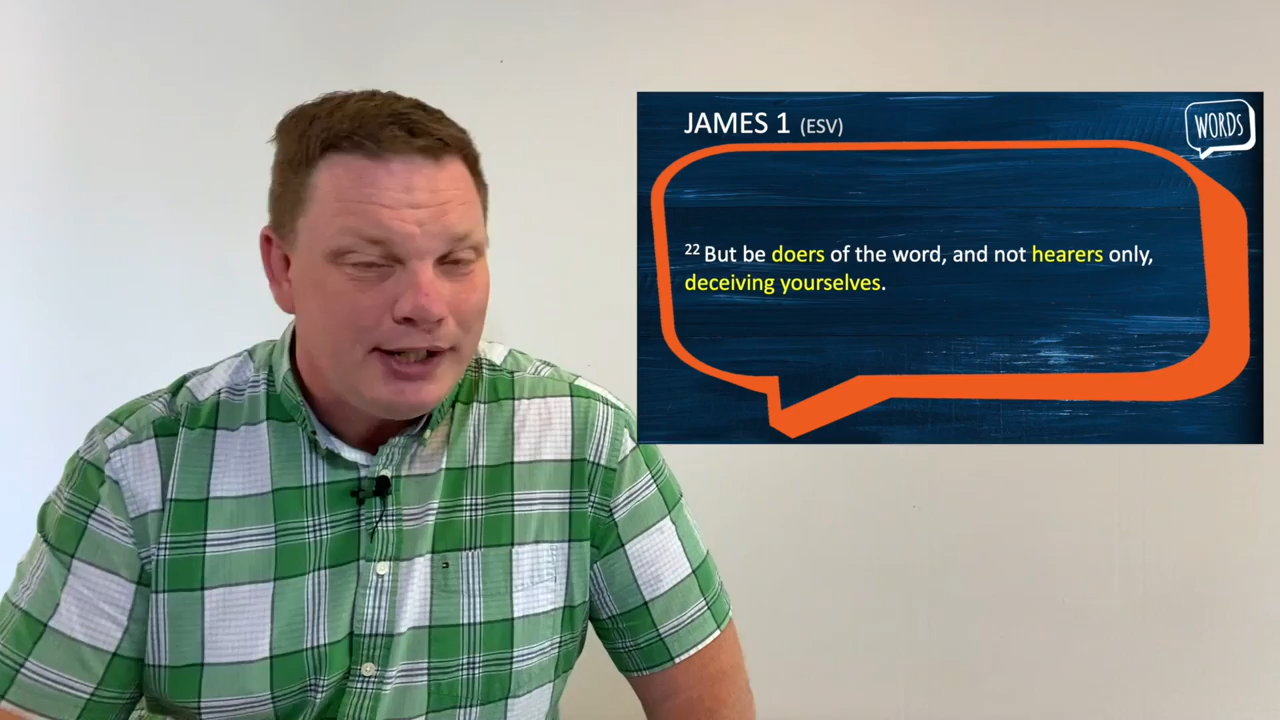 JAMES 1 (ESV)
WORDS
22 But be doers of the word, and not hearers only,
deceiving yourselves.